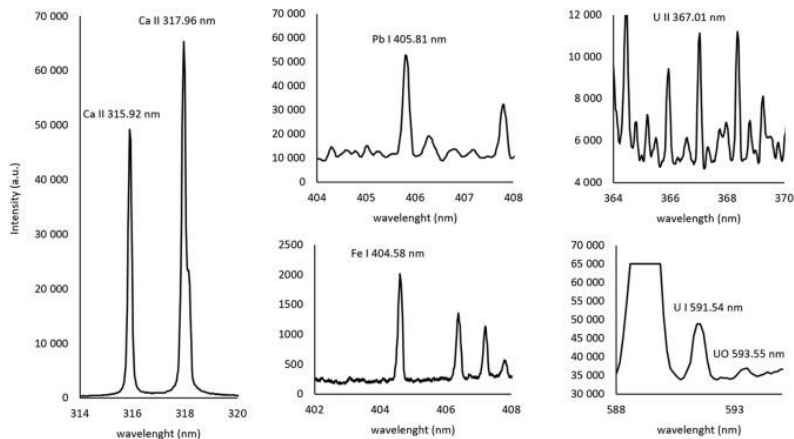 Intensity (a.u.)
70 000
60 000
50 000
40 000
30 000
20 000
10 000
0
Ca II 317.96 nm
Ca II 315.92 nm
314 316 318 320
wavelenght (nm)
70 000
60 000
50 000
40 000
30 000
20 000
10 000
0
Pb I 405.81 nm
404 405 406 407 408
wavelenght (nm)
12 000
10 000
8 000
6 000
4 000
U II 367.01 nm
364 366 368 370
wavelength (nm)
2500
2000
1500
1000
500
0
Fe I 404.58 nm
402 404 406 408
wavelenght (nm)
70 000
65 000
60 000
55 000
50 000
45 000
40 000
35 000
30 000
U I 591.54 nm
UO 593.55 nm
588 593
wavelenght (nm)